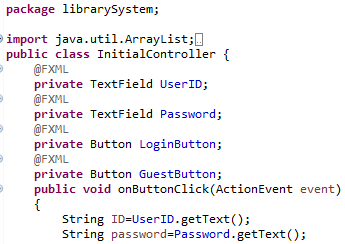 package librarySystem;
import java.util.ArrayList;
public class InitialController {
@FXML
private TextField UserID;
@FXML
private TextField Password;
@FXML
private Button LoginButton;
@FXML
private Button GuestButton;
public void onButtonClick(ActionEvent event)
{
String ID=UserID.getText();
String password=Password.getText();